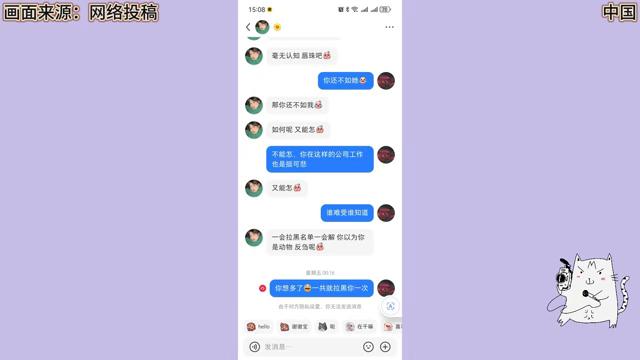 画面来源：网络投稿
中国
15:08
毫无认知 唇珠吧
你还不如她
那你还不如我
如何呢 又能怎
不能怎，你在这样的公司工作
也是挺可悲
又能怎
谁难受谁知道
一会拉黑名单一会解 你以为你
是动物 反刍呢
星期五 00:16
你想多了一共就拉黑你一次
由于对方隐私设置，你无法发送消息
hello
谢谢宝
啦
在干嘛
发消息…